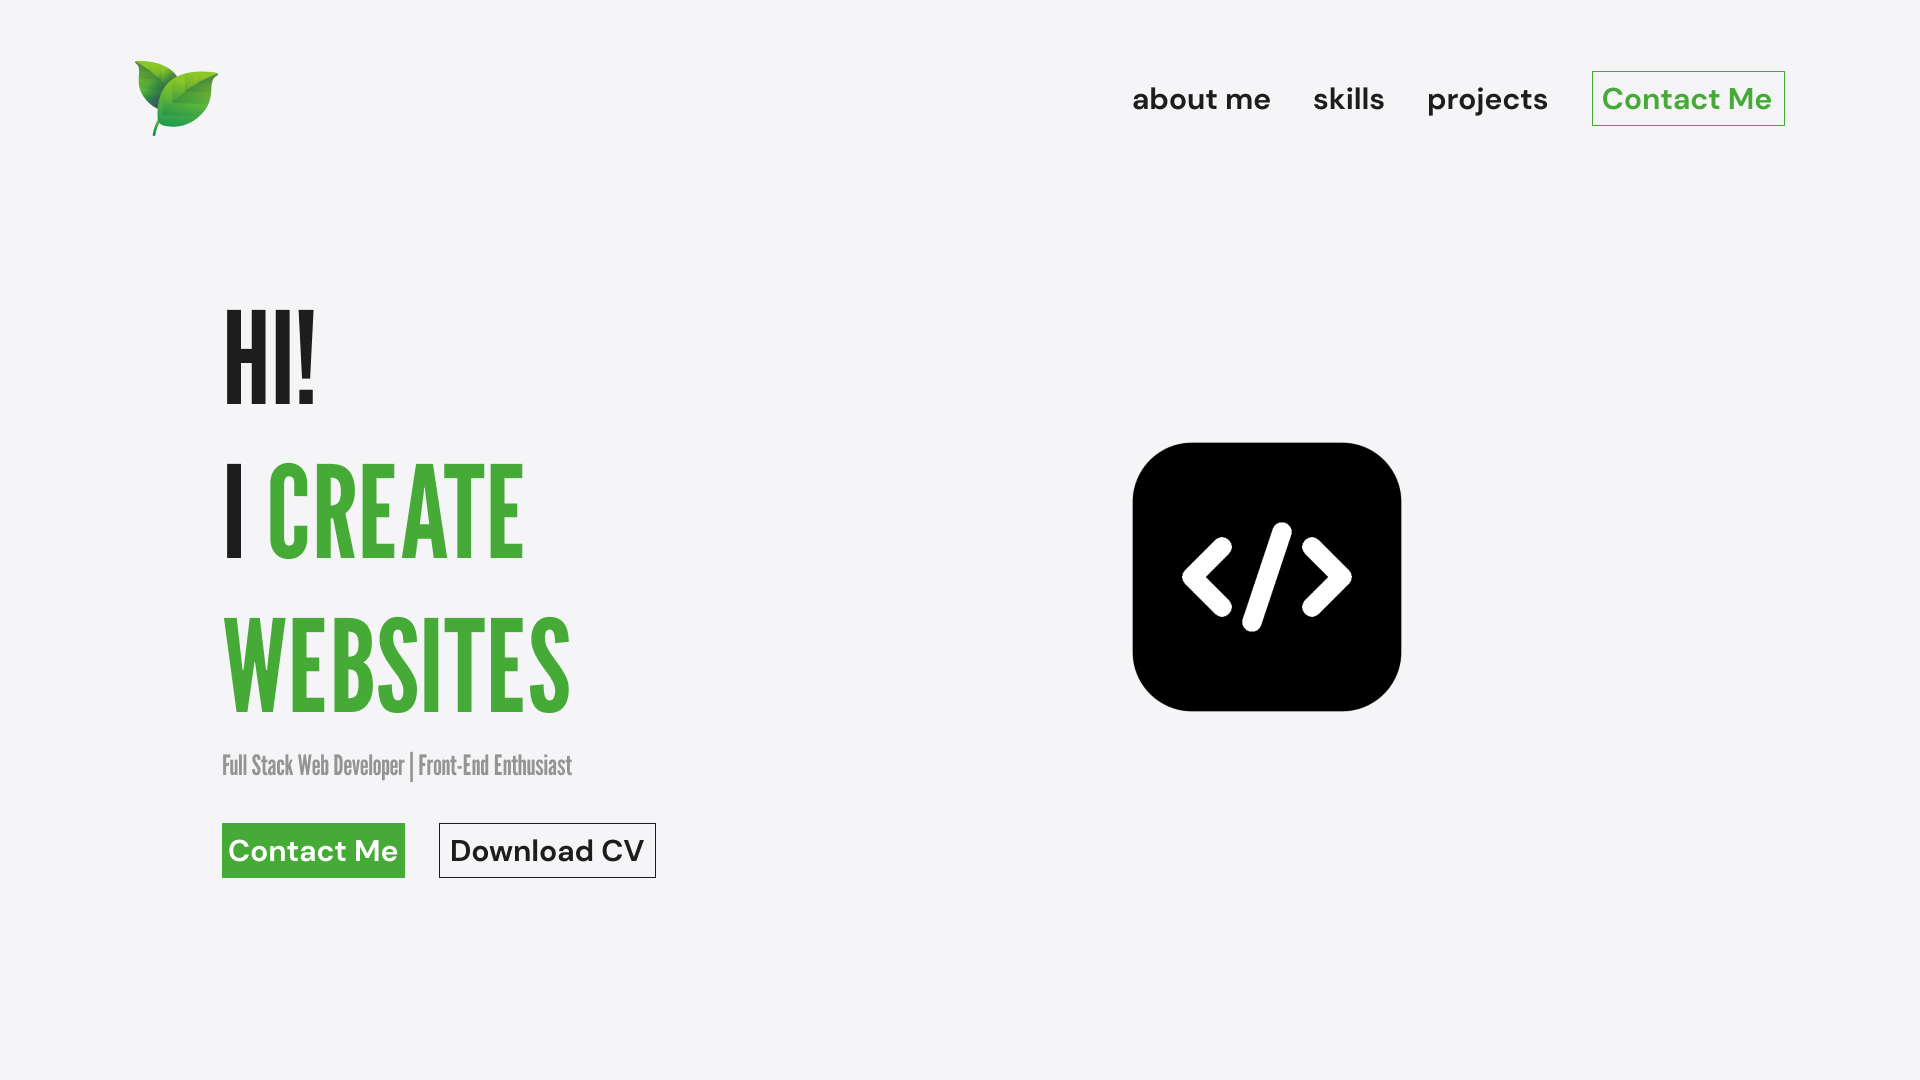 about me skills projects Contact Me
HI!
I CREATE
WEBSITES
Full Stack Web Developer | Front-End Enthusiast
Contact Me Download CV